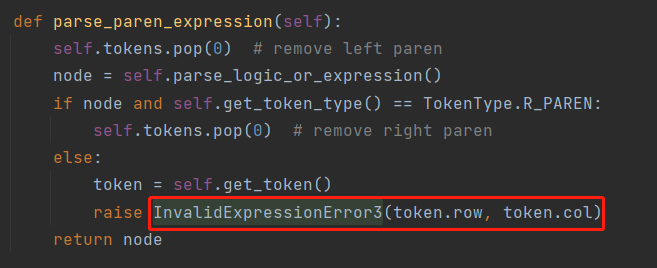 def parse_paren_expression(self):
    self.tokens.pop(0)  # remove left paren
    node = self.parse_logic_or_expression()
    if node and self.get_token_type() == TokenType.R_PAREN:
        self.tokens.pop(0)  # remove right paren
    else:
        token = self.get_token()
        raise InvalidExpressionError3(token.row, token.col)
    return node